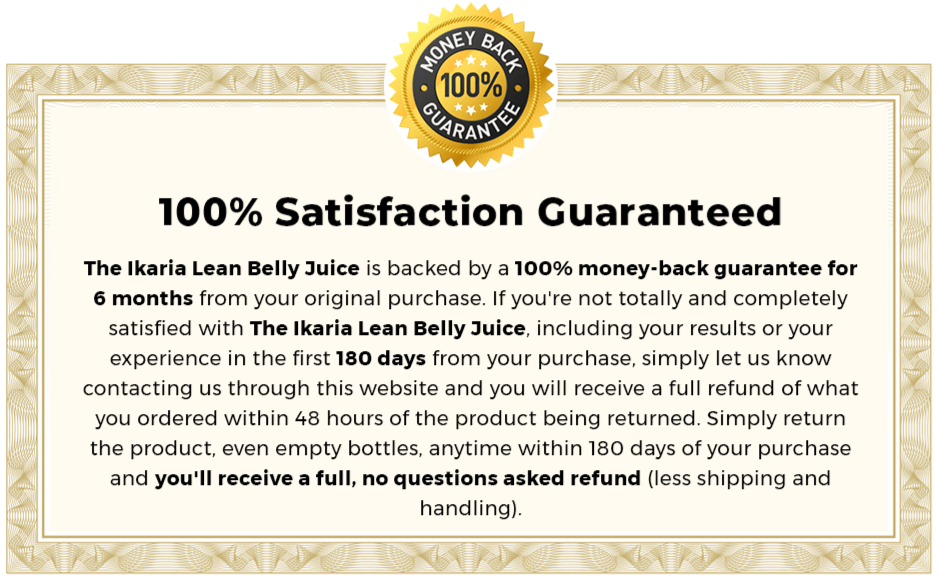 MONEY BACK
100%
GUARANTEE
100% Satisfaction Guaranteed
The Ikaria Lean Belly Juice is backed by a 100% money-back guarantee for
6 months from your original purchase. If you're not totally and completely
satisfied with The Ikaria Lean Belly Juice, including your results or your
experience in the first 180 days from your purchase, simply let us know
contacting us through this website and you will receive a full refund of what
you ordered within 48 hours of the product being returned. Simply return
the product, even empty bottles, anytime within 180 days of your purchase
and you'll receive a full, no questions asked refund (less shipping and
handling).